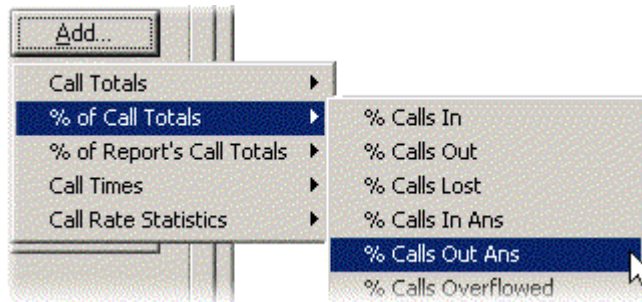 Add...
Call Totals
% of Call Totals
% of Report's Call Totals
Call Times
Call Rate Statistics
% Calls In
% Calls Out
% Calls Lost
% Calls In Ans
% Calls Out Ans
% Calls Overflowed